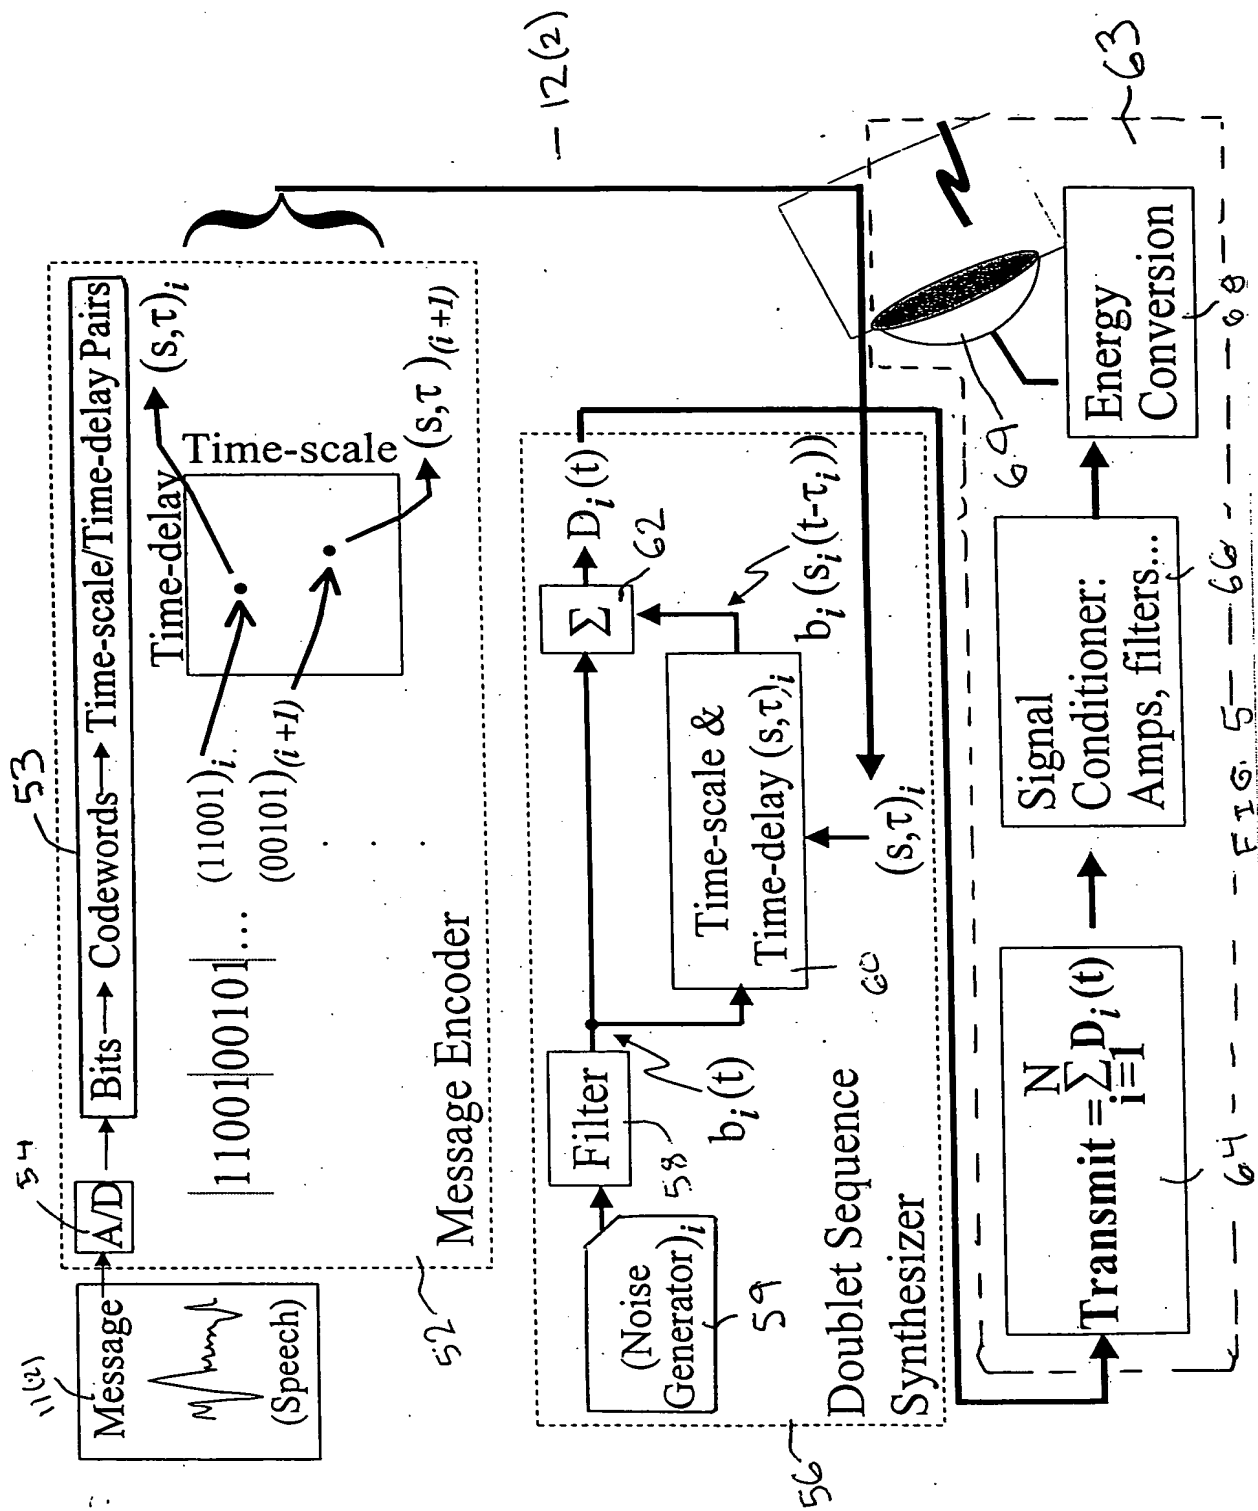 11(2)
Message
(Speech)
54
A/D
53
Bits → Codewords → Time-scale/Time-delay Pairs
11001 00101 ...
(11001)i
(00101)(i+1)
. . .
Time-delay
Time-scale
(s,τ)i
(s,τ)(i+1)
Message Encoder
52
12(2)
(Noise
Generator)i
59
Filter
58
bi(t)
Time-scale &
Time-delay (s,τ)i
60
(s,τ)i
bi(si(t-τi))
Σ
62
Di(t)
Doublet Sequence
Synthesizer
56
Transmit = Σ Di(t)
N
i=1
64
Signal
Conditioner:
Amps, filters...
66
Energy
Conversion
68
69
63
FIG. 5